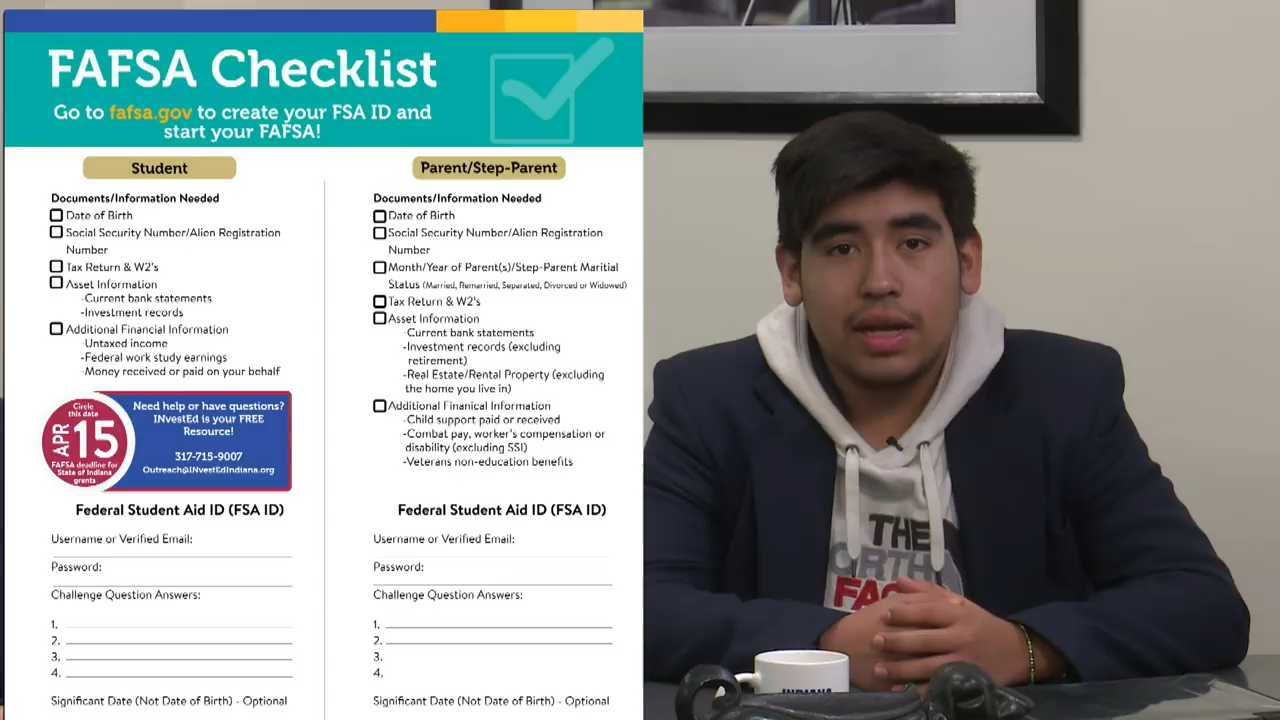 FAFSA Checklist
Go to fafsa.gov to create your FSA ID and
start your FAFSA!
Student
Documents/Information Needed
Date of Birth
Social Security Number/Alien Registration
Number
Tax Return & W2's
Asset Information
-Current bank statements
-Investment records
Additional Financial Information
-Untaxed income
-Federal work study earnings
-Money received or paid on your behalf
Circle
this date
APR
15
FAFSA deadline for
State of Indiana
grants
Need help or have questions?
INvestEd is your FREE
Resource!
317-715-9007
Outreach@INvestEdIndiana.org
Federal Student Aid ID (FSA ID)
Username or Verified Email:
Password:
Challenge Question Answers:
1.
2.
3.
4.
Significant Date (Not Date of Birth) - Optional
Parent/Step-Parent
Documents/Information Needed
Date of Birth
Social Security Number/Alien Registration
Number
Month/Year of Parent(s)/Step-Parent Maritial
Status (Married, Remarried, Separated, Divorced or Widowed)
Tax Return & W2's
Asset Information
-Current bank statements
-Investment records (excluding
retirement)
-Real Estate/Rental Property (excluding
the home you live in)
Additional Finanical Information
-Child support paid or received
-Combat pay, worker's compensation or
disability (excluding SSI)
-Veterans non-education benefits
Federal Student Aid ID (FSA ID)
Username or Verified Email:
Password:
Challenge Question Answers:
1.
2.
3.
4.
Significant Date (Not Date of Birth) - Optional
THE
ORTH
FAC
INDIANA